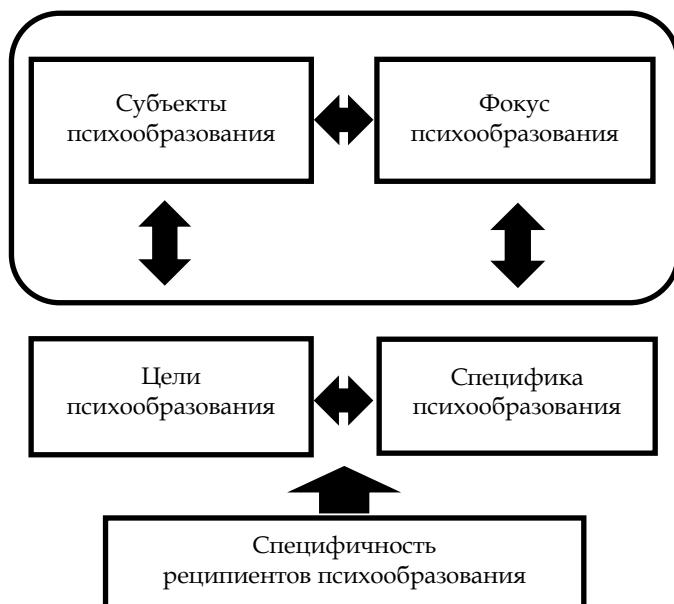 Субъекты
психообразования
Фокус
психообразования
Цели
психообразования
Специфика
психообразования
Специфичность
реципиентов психообразования